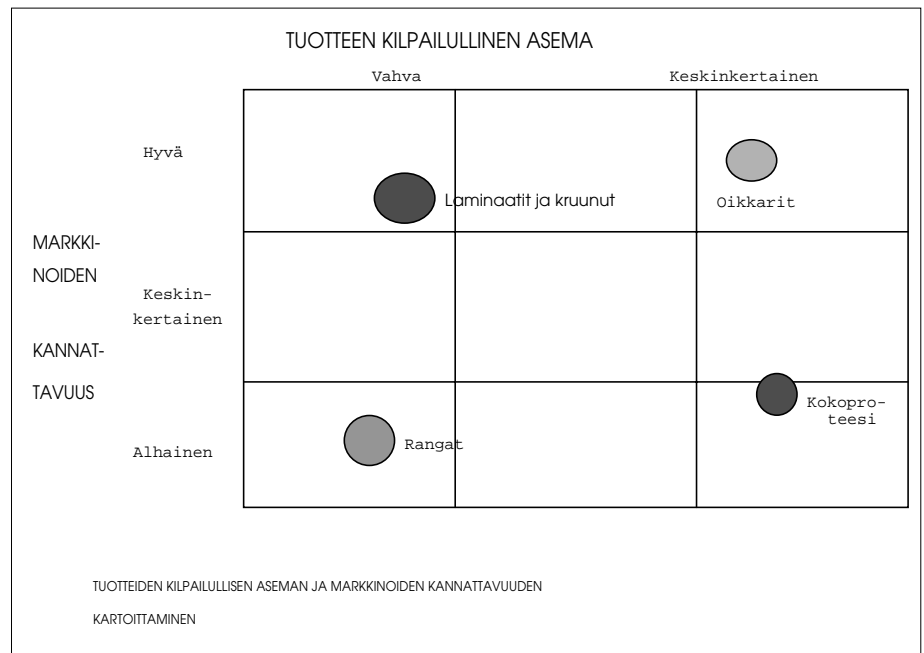 TUOTTEEN KILPAILULLINEN ASEMA
Vahva
Keskinkertainen
Hyvä
Laminaatit ja kruunut
Oikkarit
MARKKI-
NOIDEN
Keskin-
kertainen
KANNAT-
TAVUUS
Kokopro-
teesi
Alhainen
Rangat
TUOTTEIDEN KILPAILULLISEN ASEMAN JA MARKKINOIDEN KANNATTAVUUDEN
KARTOITTAMINEN